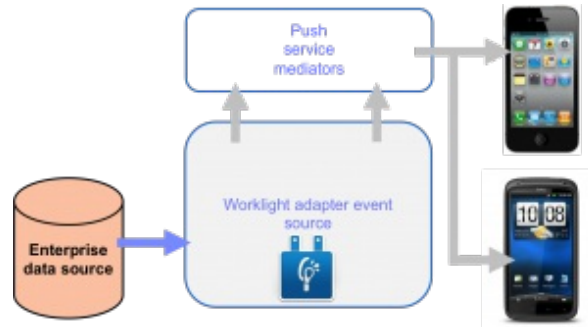 Push
service
mediators
Worklight adapter event
source
Enterprise
data source
10 08